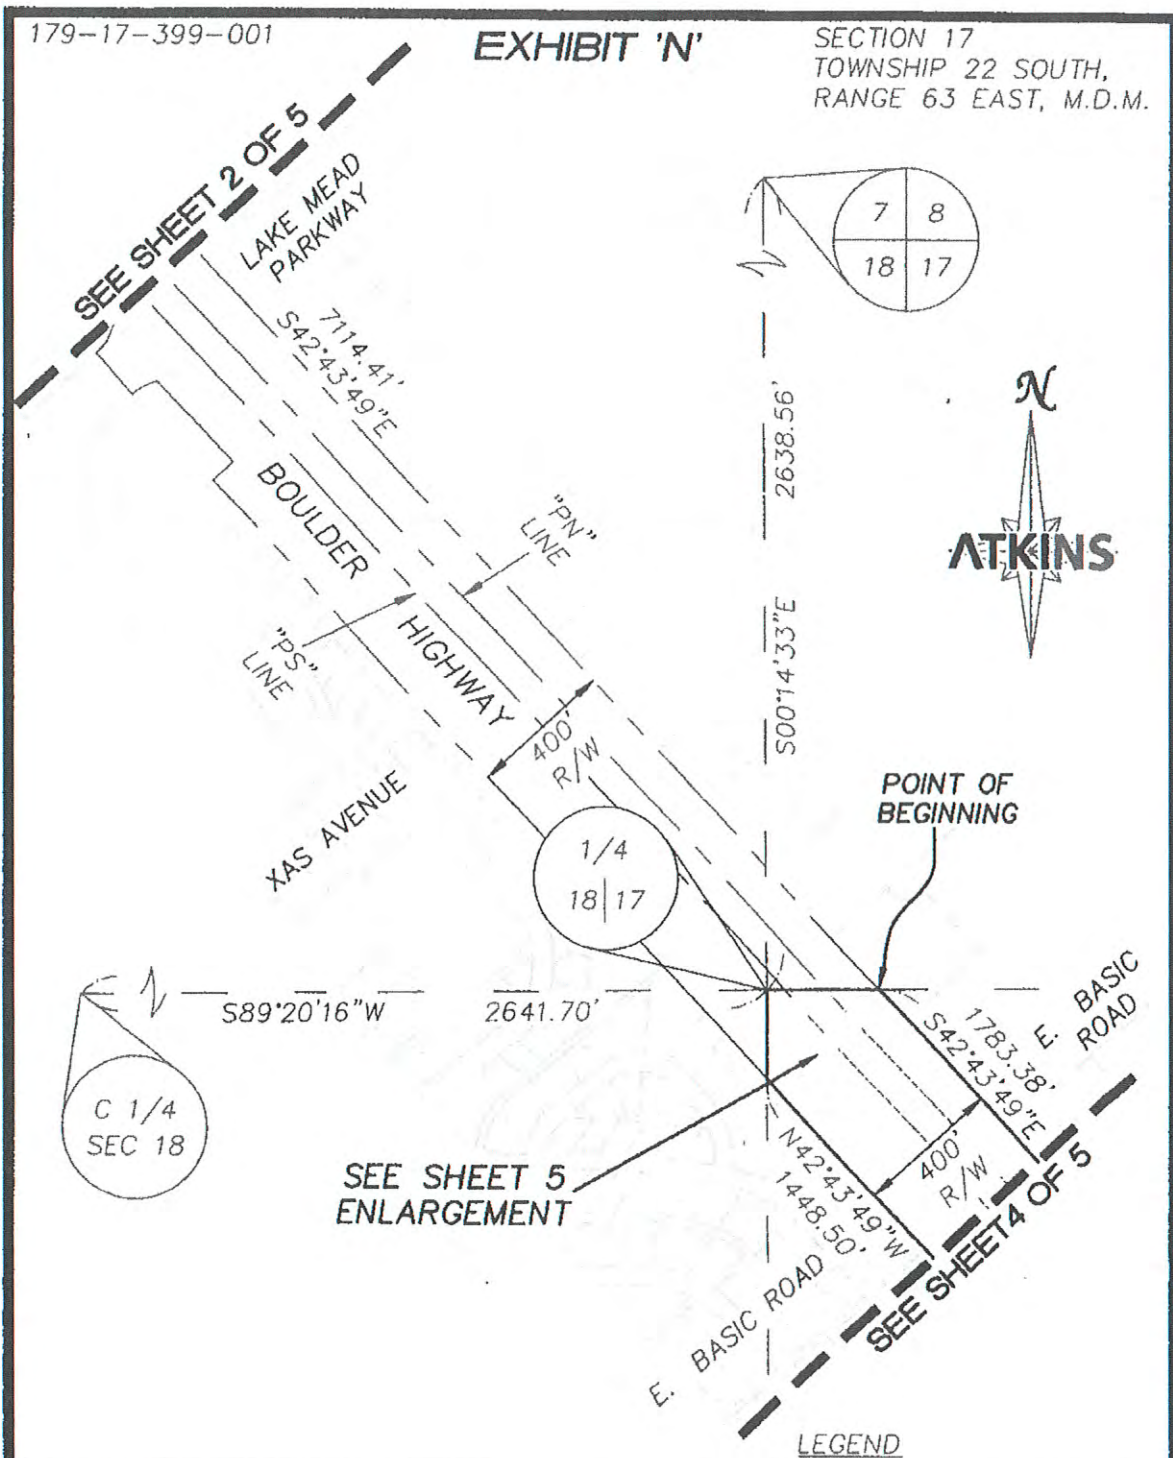 179-17-399-001
EXHIBIT 'N'
SECTION 17
TOWNSHIP 22 SOUTH,
RANGE 63 EAST, M.D.M.
SEE SHEET 2 OF 5
LAKE MEAD
PARKWAY
7 8
18 17
7114.41'
S42°43'49"E
2638.56'
S00°14'33"E
N
ATKINS
BOULDER
HIGHWAY
"PN"
LINE
"PS"
LINE
400'
R/W
XAS AVENUE
POINT OF
BEGINNING
1/4
18 17
S89°20'16"W
2641.70'
E. BASIC
ROAD
1783.38'
S42°43'49"E
C 1/4
SEC 18
SEE SHEET 5
ENLARGEMENT
400'
R/W
N42°43'49"W
1448.50'
E. BASIC ROAD
SEE SHEET4 OF 5
LEGEND